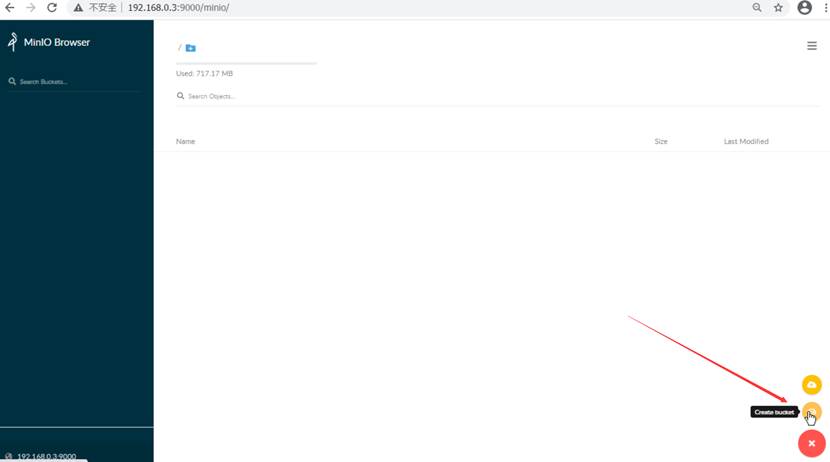 不安全 | 192.168.0.3:9000/minio/
MinIO Browser
Search Buckets...
/
Used: 717.17 MB
Search Objects...
Name Size Last Modified
Create bucket
192.168.0.3:9000